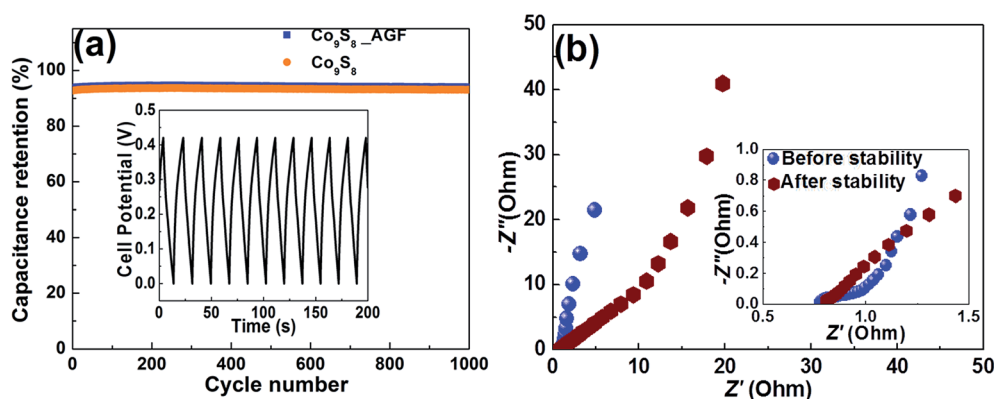 (a)
Co₉S₈_AGF
Co₉S₈
Capacitance retention (%)
100
80
60
40
20
0
0 200 400 600 800 1000
Cycle number
Cell Potential (V)
0.5
0.4
0.3
0.2
0.1
0.0
0 50 100 150 200
Time (s)
(b)
-Z″(Ohm)
50
40
30
20
10
0
0 10 20 30 40 50
Z′ (Ohm)
Before stability
After stability
-Z″(Ohm)
1.0
0.8
0.6
0.4
0.2
0.0
0.5 1.0 1.5
Z′ (Ohm)